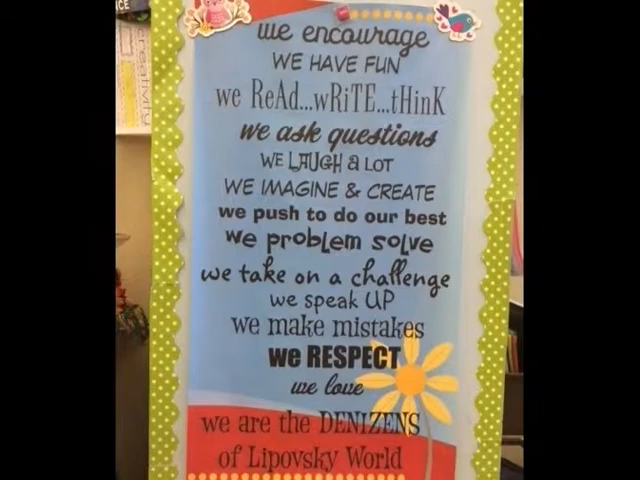 CE
creativity
we encourage
WE HAVE FUN
we ReAd...wRiTE...tHinK
we ask questions
WE LAUGH a LOT
WE IMAGINE & CREATE
we push to do our best
we problem solve
we take on a challenge
we speak UP
we make mistakes
we RESPECT
we love
we are the DENIZENS
of Lipovsky World